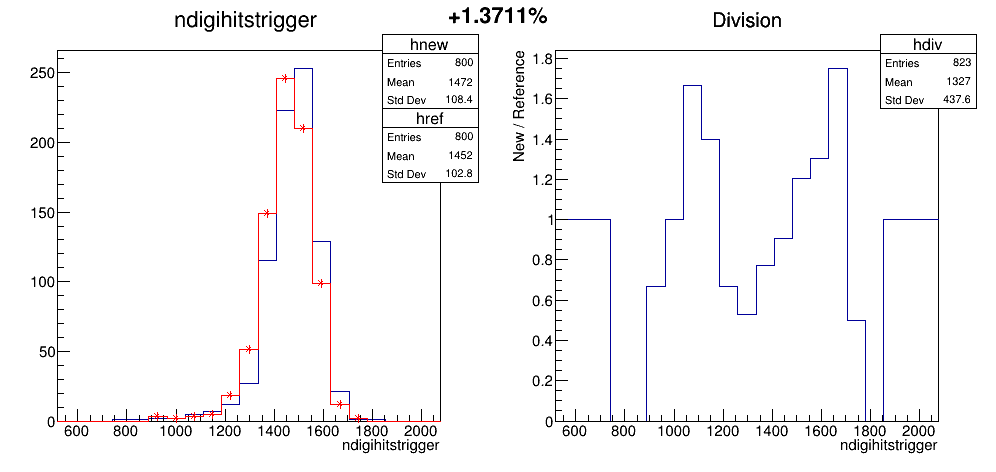 +1.3711%
ndigihitstrigger
hnew
Entries 800
Mean 1472
Std Dev 108.4
href
Entries 800
Mean 1452
Std Dev 102.8
250
200
150
100
50
0
600 800 1000 1200 1400 1600 1800 2000
ndigihitstrigger
Division
hdiv
Entries 823
Mean 1327
Std Dev 437.6
New / Reference
1.8
1.6
1.4
1.2
1
0.8
0.6
0.4
0.2
0
600 800 1000 1200 1400 1600 1800 2000
ndigihitstrigger